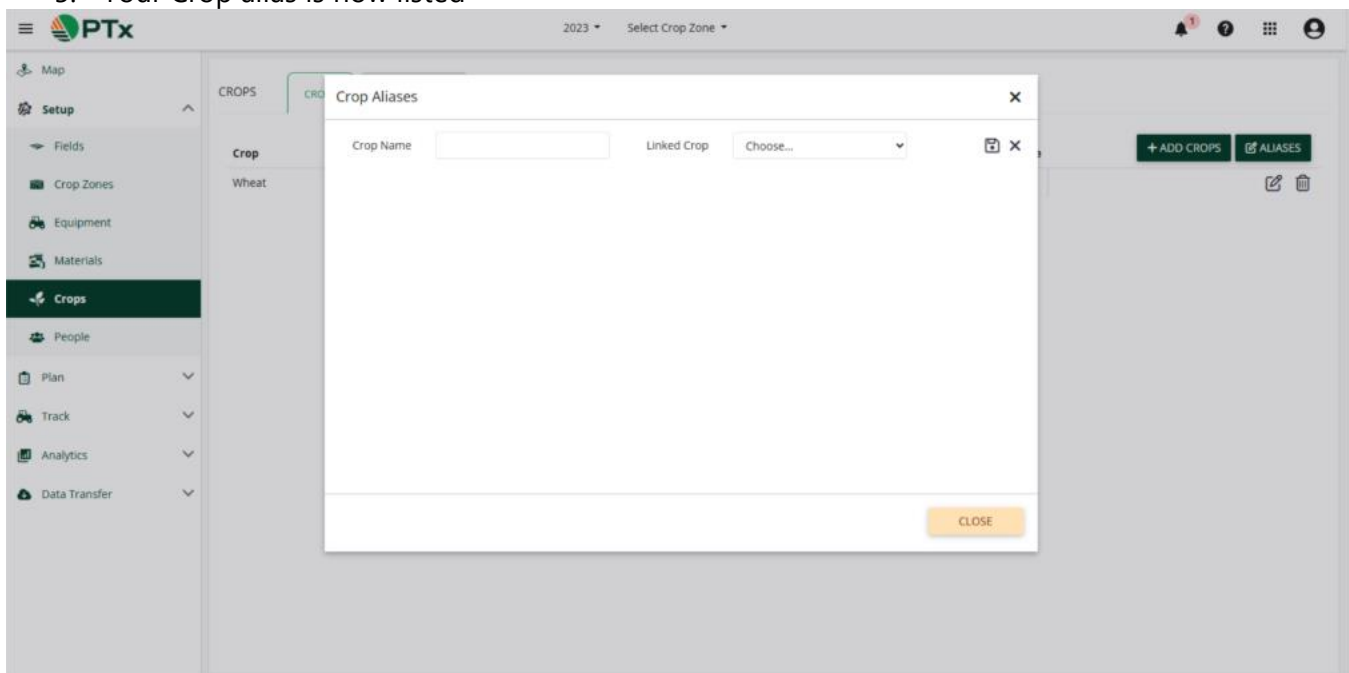 Your Crop alias is now listed
PTx
2023
Select Crop Zone
1
Map
Setup
Fields
Crop Zones
Equipment
Materials
Crops
People
Plan
Track
Analytics
Data Transfer
CROPS
CRO
Crop
+ ADD CROPS
ALIASES
Wheat
Crop Aliases
Crop Name
Linked Crop
Choose...
CLOSE